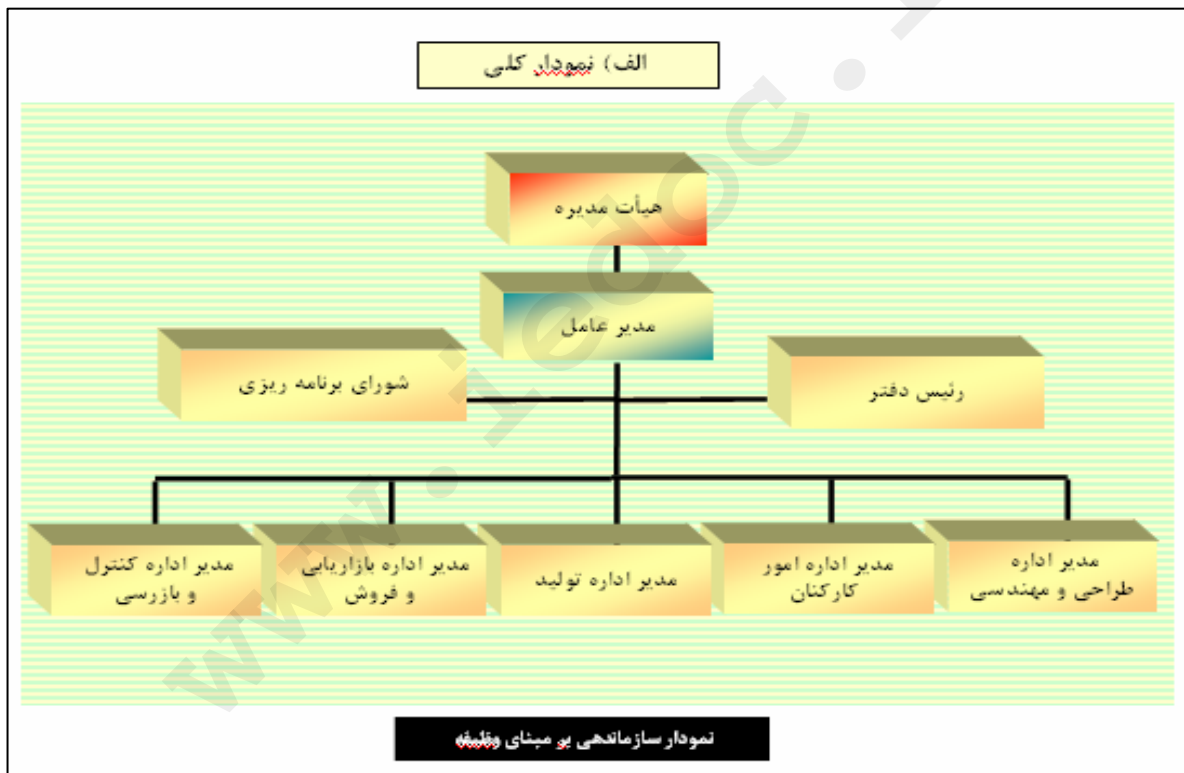 الف) نمودار کلی
هیأت مدیره
مدیر عامل
رئیس دفتر
شورای برنامه ریزی
مدیر اداره
طراحی و مهندسی
مدیر اداره امور
کارکنان
مدیر اداره تولید
مدیر اداره بازاریابی
و فروش
مدیر اداره کنترل
و بازرسی
نمودار سازماندهی بر مبنای وظیفه